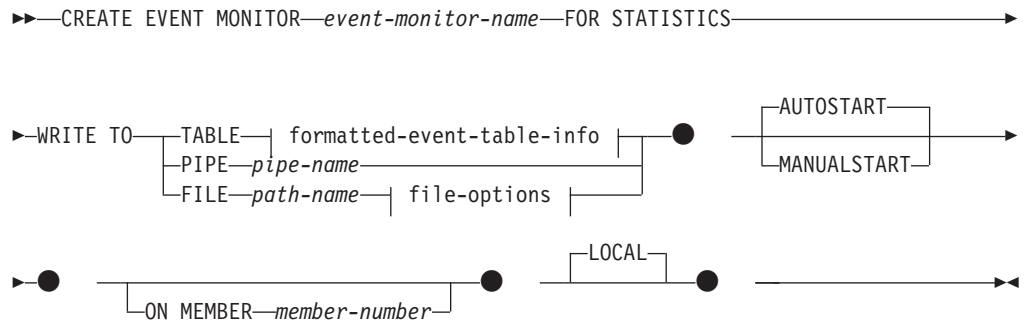 CREATE EVENT MONITOR event-monitor-name FOR STATISTICS
AUTOSTART
WRITE TO TABLE formatted-event-table-info
PIPE pipe-name MANUALSTART
FILE path-name file-options
LOCAL
ON MEMBER member-number